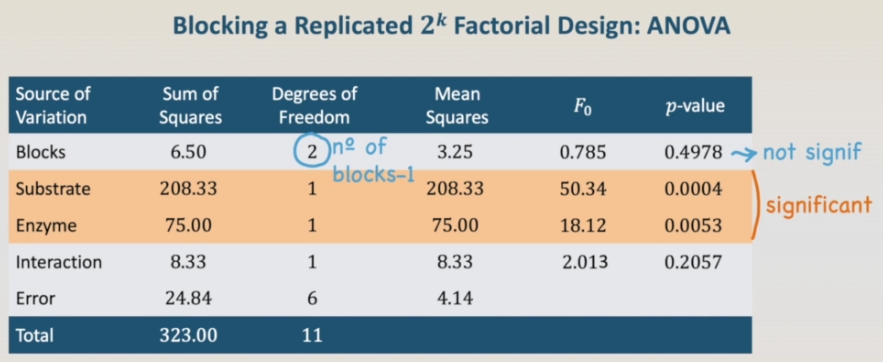 Blocking a Replicated 2^k Factorial Design: ANOVA
Source of Variation Sum of Squares Degrees of Freedom Mean Squares F₀ p-value
Blocks 6.50 2 nº of blocks-1 3.25 0.785 0.4978 → not signif
Substrate 208.33 1 208.33 50.34 0.0004
significant
Enzyme 75.00 1 75.00 18.12 0.0053
Interaction 8.33 1 8.33 2.013 0.2057
Error 24.84 6 4.14
Total 323.00 11